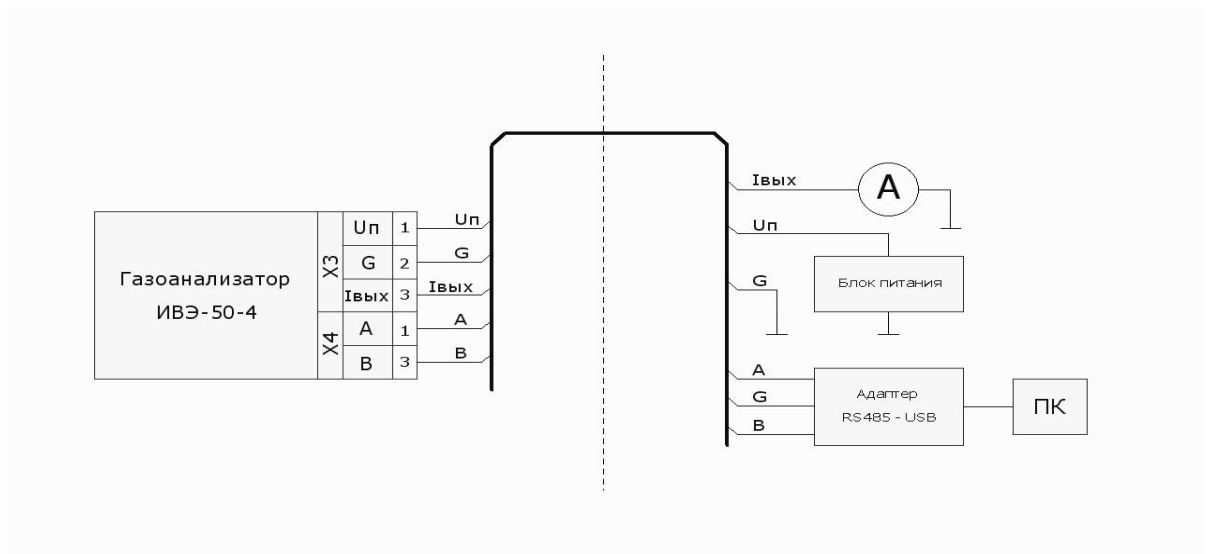 Газоанализатор
ИВЭ-50-4
X3
Uп 1 Uп
G 2 G
Iвых 3 Iвых
X4
A 1 A
B 3 B
Iвых
A
Uп
Блок питания
G
A
G
B
Адаптер
RS485 - USB
ПК